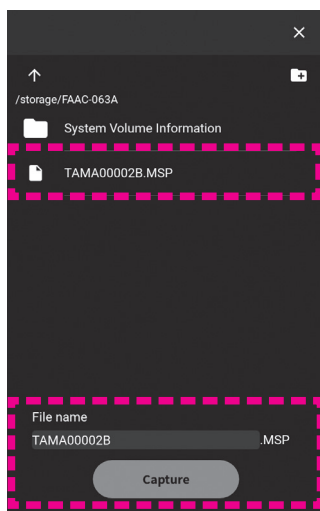 /storage/FAAC-063A
System Volume Information
TAMA00002B.MSP
File name
TAMA00002B .MSP
Capture